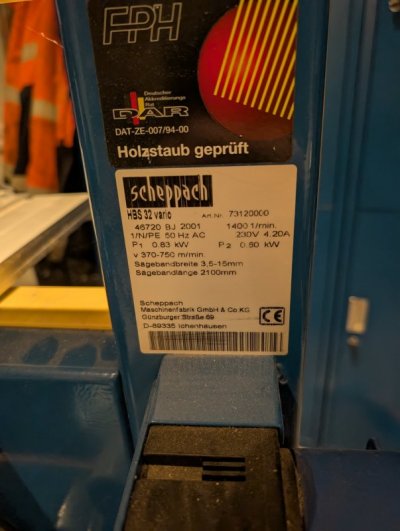 FPH
Deutscher
Akkreditierungs
Rat
DAR
DAT-ZE-007/94-00
Holzstaub geprüft
scheppach
HBS 32 vario
Art.Nr. 73120000
46720 BJ 2001 1400 1/min.
1/N/PE 50 Hz AC 230V 4,20A
P1 0.83 kW P2 0.60 kW
v 370-750 m/min.
Sägebandbreite 3,5-15mm
Sägebandlänge 2100mm
Scheppach
Maschinenfabrik GmbH & Co.KG
Günzburger Straße 69
D-89335 Ichenhausen
CE